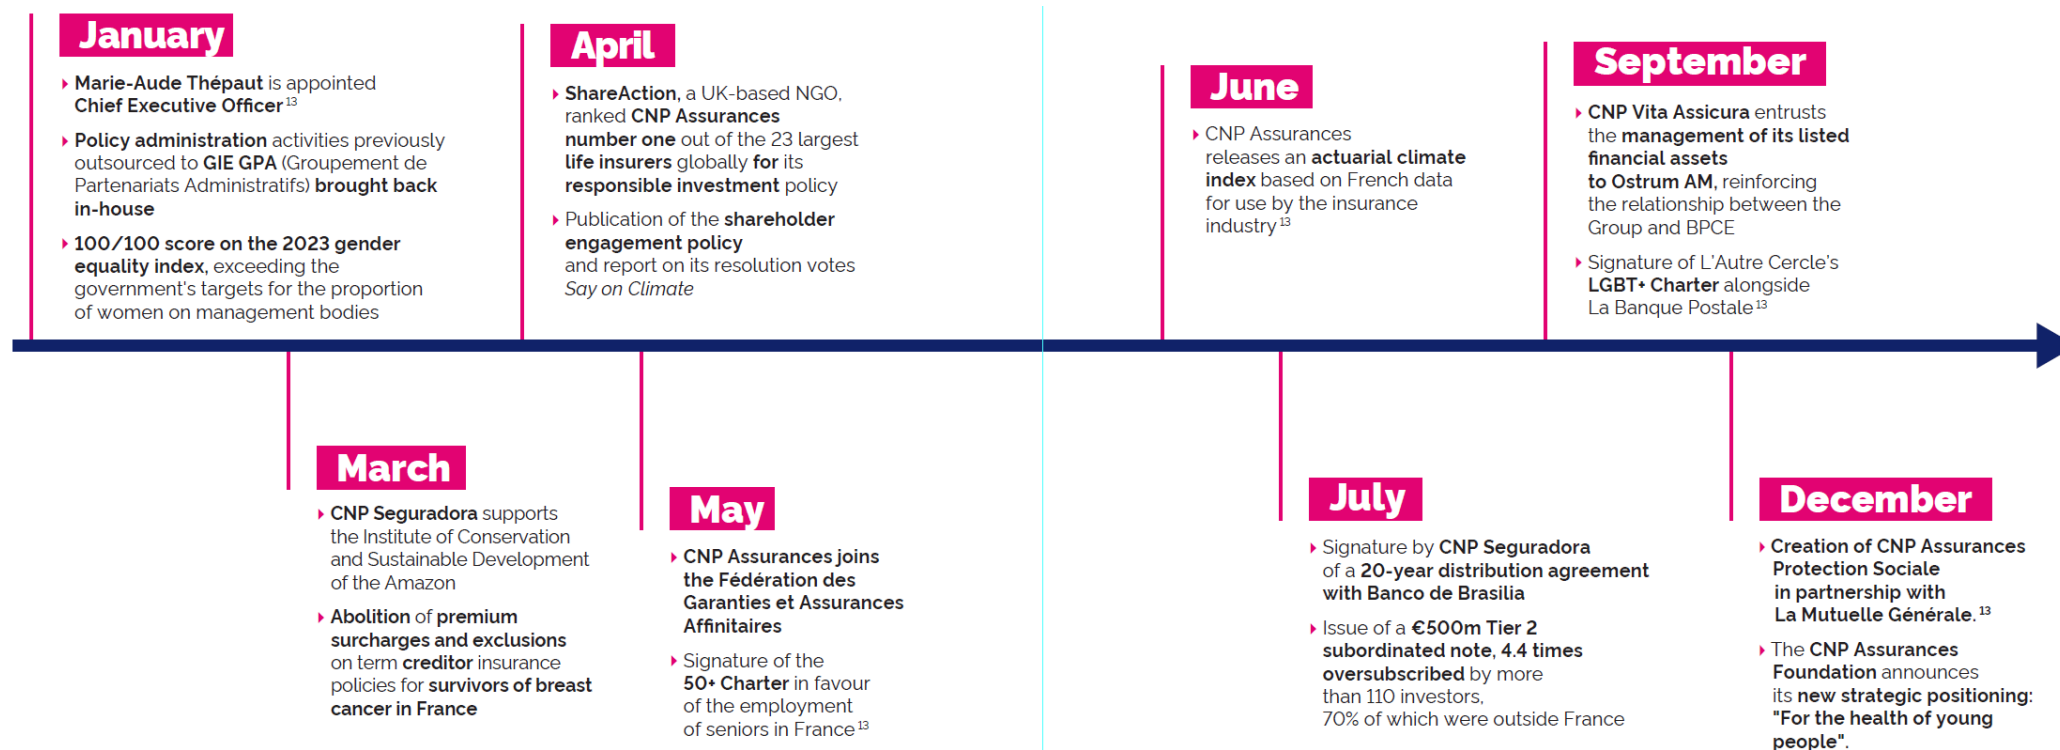 January
Marie-Aude Thépaut is appointed
Chief Executive Officer 13
Policy administration activities previously
outsourced to GIE GPA (Groupement de
Partenariats Administratifs) brought back
in-house
100/100 score on the 2023 gender
equality index, exceeding the
government's targets for the proportion
of women on management bodies
March
CNP Seguradora supports
the Institute of Conservation
and Sustainable Development
of the Amazon
Abolition of premium
surcharges and exclusions
on term creditor insurance
policies for survivors of breast
cancer in France
April
ShareAction, a UK-based NGO,
ranked CNP Assurances
number one out of the 23 largest
life insurers globally for its
responsible investment policy
Publication of the shareholder
engagement policy
and report on its resolution votes
Say on Climate
May
CNP Assurances joins
the Fédération des
Garanties et Assurances
Affinitaires
Signature of the
50+ Charter in favour
of the employment
of seniors in France 13
June
CNP Assurances
releases an actuarial climate
index based on French data
for use by the insurance
industry 13
July
Signature by CNP Seguradora
of a 20-year distribution agreement
with Banco de Brasilia
Issue of a €500m Tier 2
subordinated note, 4.4 times
oversubscribed by more
than 110 investors,
70% of which were outside France
September
CNP Vita Assicura entrusts
the management of its listed
financial assets
to Ostrum AM, reinforcing
the relationship between the
Group and BPCE
Signature of L'Autre Cercle's
LGBT+ Charter alongside
La Banque Postale 13
December
Creation of CNP Assurances
Protection Sociale
in partnership with
La Mutuelle Générale. 13
The CNP Assurances
Foundation announces
its new strategic positioning:
"For the health of young
people".